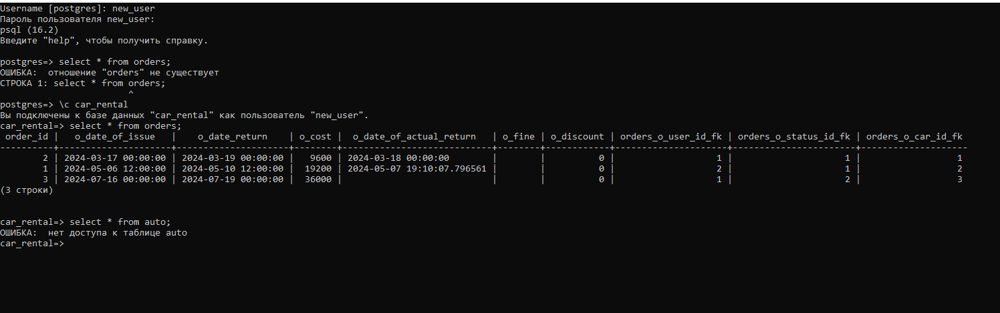 Username [postgres]: new_user
Пароль пользователя new_user:
psql (16.2)
Введите "help", чтобы получить справку.
postgres=> select * from orders;
ОШИБКА:  отношение "orders" не существует
СТРОКА 1: select * from orders;
                        ^
postgres=> \c car_rental
Вы подключены к базе данных "car_rental" как пользователь "new_user".
car_rental=> select * from orders;
 order_id |   o_date_of_issue   |    o_date_return    | o_cost |  o_date_of_actual_return   | o_fine | o_discount | orders_o_user_id_fk | orders_o_status_id_fk | orders_o_car_id_fk
----------+---------------------+---------------------+--------+----------------------------+--------+------------+---------------------+-----------------------+--------------------
        2 | 2024-03-17 00:00:00 | 2024-03-19 00:00:00 |   9600 | 2024-03-18 00:00:00        |        |          0 |                   1 |                     1 |                  1
        1 | 2024-05-06 12:00:00 | 2024-05-10 12:00:00 |  19200 | 2024-05-07 19:10:07.796561 |        |          0 |                   2 |                     1 |                  2
        3 | 2024-07-16 00:00:00 | 2024-07-19 00:00:00 |  36000 |                            |        |          0 |                   1 |                     2 |                  3
(3 строки)
car_rental=> select * from auto;
ОШИБКА:  нет доступа к таблице auto
car_rental=>